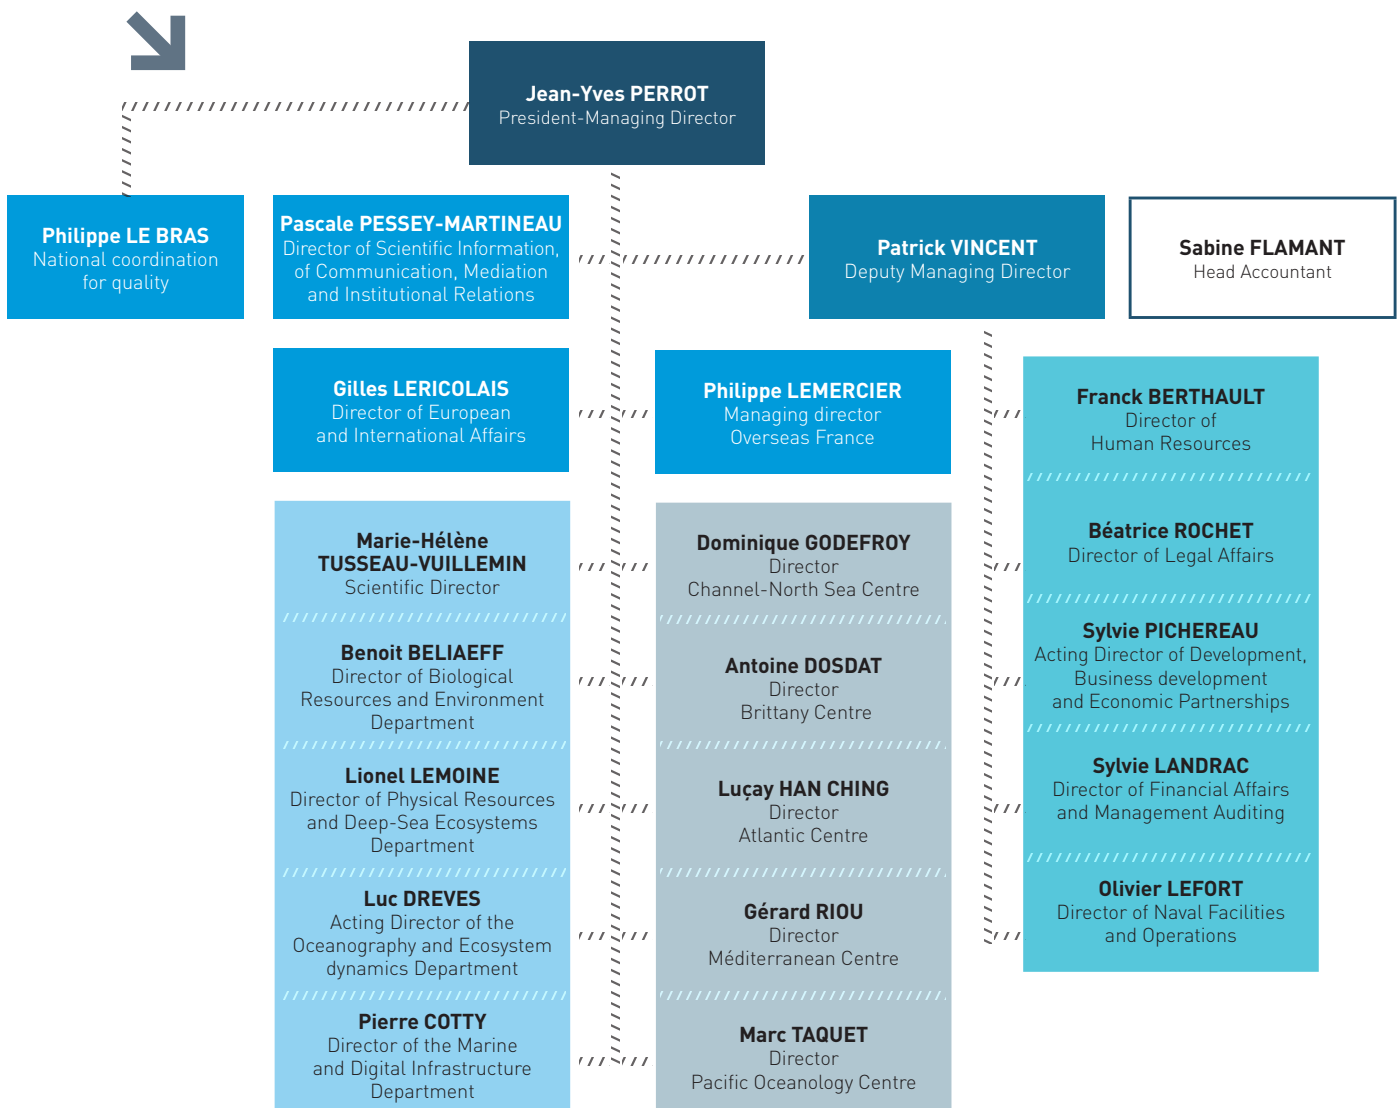 Jean-Yves PERROT
President-Managing Director
Philippe LE BRAS
National coordination
for quality
Pascale PESSEY-MARTINEAU
Director of Scientific Information,
of Communication, Mediation
and Institutional Relations
Patrick VINCENT
Deputy Managing Director
Sabine FLAMANT
Head Accountant
Gilles LERICOLAIS
Director of European
and International Affairs
Philippe LEMERCIER
Managing director
Overseas France
Marie-Hélène
TUSSEAU-VUILLEMIN
Scientific Director
Benoit BELIAEFF
Director of Biological
Resources and Environment
Department
Lionel LEMOINE
Director of Physical Resources
and Deep-Sea Ecosystems
Department
Luc DREVES
Acting Director of the
Oceanography and Ecosystem
dynamics Department
Pierre COTTY
Director of the Marine
and Digital Infrastructure
Department
Dominique GODEFROY
Director
Channel-North Sea Centre
Antoine DOSDAT
Director
Brittany Centre
Luçay HAN CHING
Director
Atlantic Centre
Gérard RIOU
Director
Méditerranean Centre
Marc TAQUET
Director
Pacific Oceanology Centre
Franck BERTHAULT
Director of
Human Resources
Béatrice ROCHET
Director of Legal Affairs
Sylvie PICHEREAU
Acting Director of Development,
Business development
and Economic Partnerships
Sylvie LANDRAC
Director of Financial Affairs
and Management Auditing
Olivier LEFORT
Director of Naval Facilities
and Operations